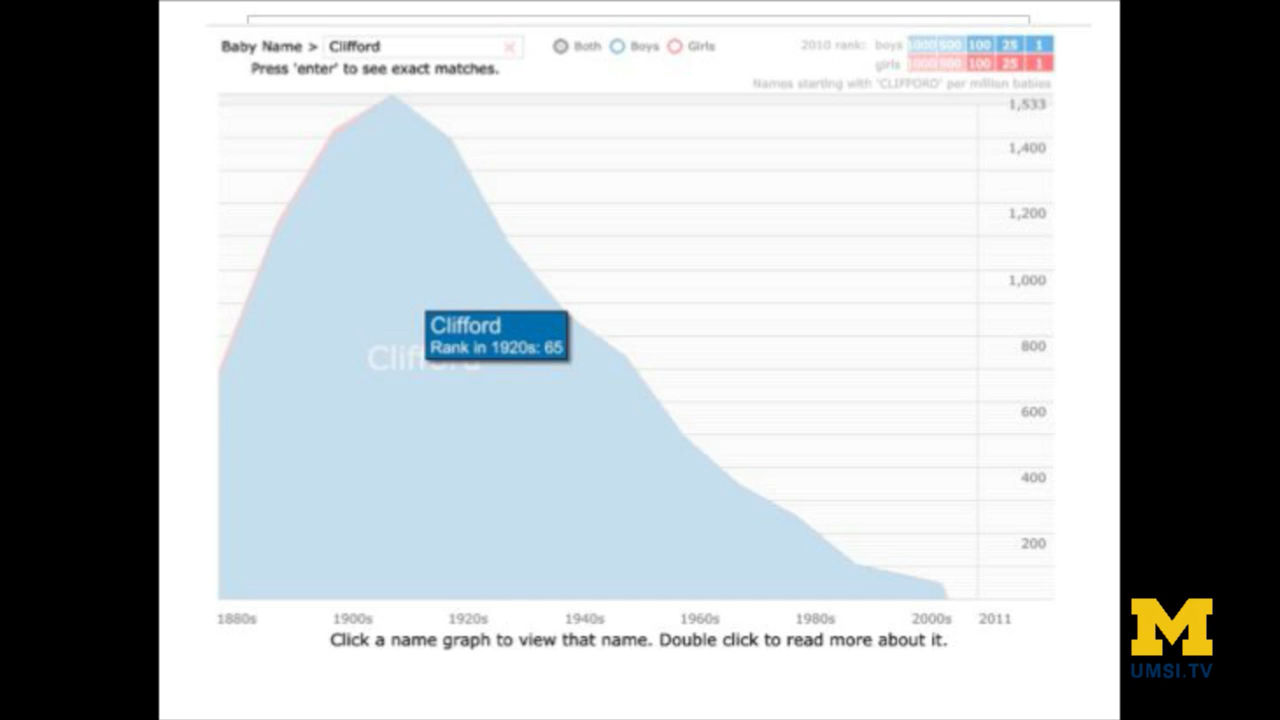 Baby Name > Clifford
Both Boys Girls
2010 rank: boys 1000 500 100 25 1
girls 1000 500 100 25 1
Press 'enter' to see exact matches.
Names starting with 'CLIFFORD' per million babies
1,533
1,400
1,200
1,000
Clifford
Rank in 1920s: 65
Clifford
800
600
400
200
1880s 1900s 1920s 1940s 1960s 1980s 2000s 2011
Click a name graph to view that name. Double click to read more about it.
M
UMSI.TV